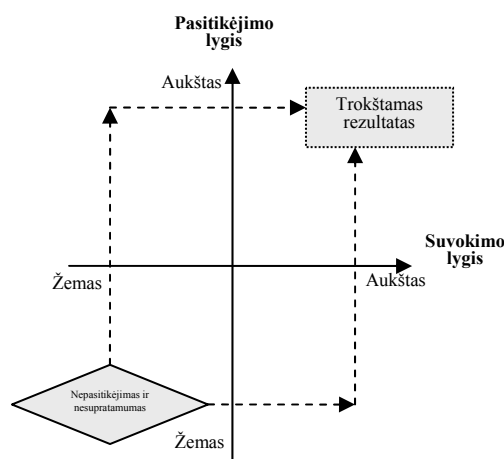 Pasitikėjimo
lygis
Aukštas
Trokštamas
rezultatas
Suvokimo
lygis
Žemas
Aukštas
Nepasitikėjimas ir
nesupratamumas
Žemas